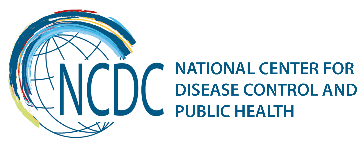 NCDC
NATIONAL CENTER FOR
DISEASE CONTROL AND
PUBLIC HEALTH